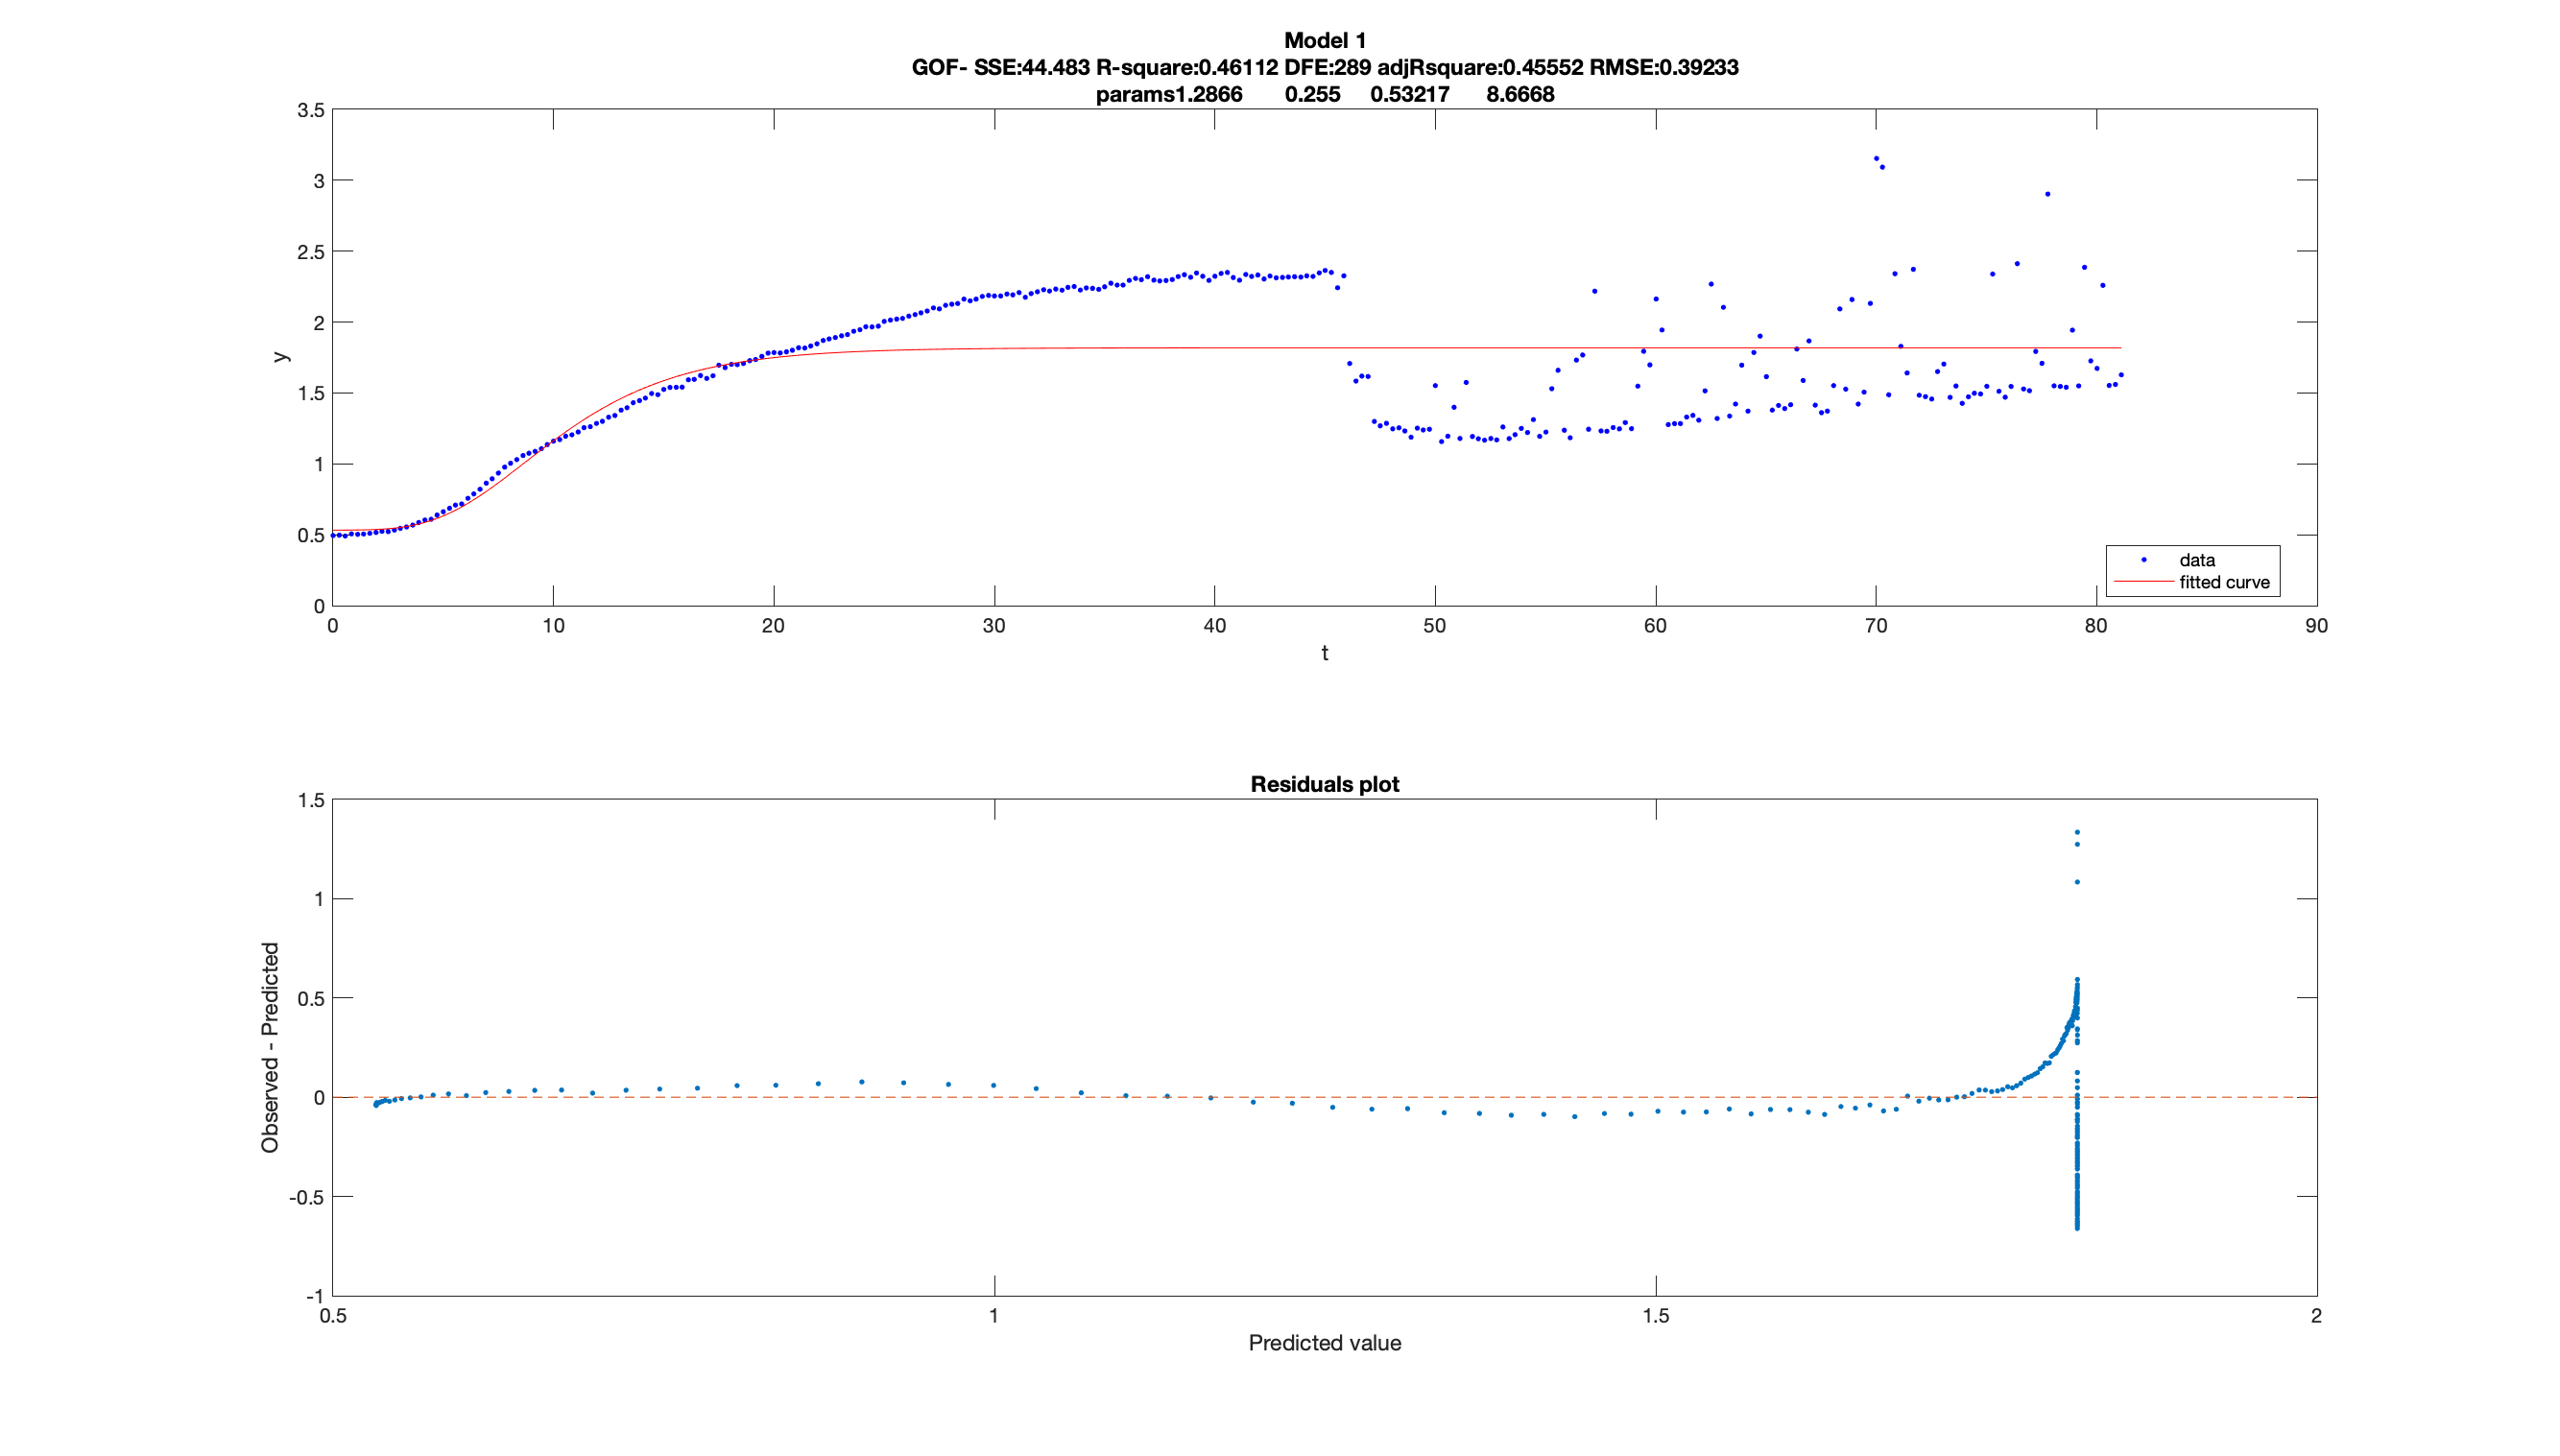 Model 1
GOF- SSE:44.483 R-square:0.46112 DFE:289 adjRsquare:0.45552 RMSE:0.39233
params1.2866 0.255 0.53217 8.6668
3.5
3
2.5
2
1.5
1
0.5
0
y
0 10 20 30 40 50 60 70 80 90
t
data
fitted curve
Residuals plot
1.5
1
0.5
0
-0.5
-1
Observed - Predicted
0.5 1 1.5 2
Predicted value